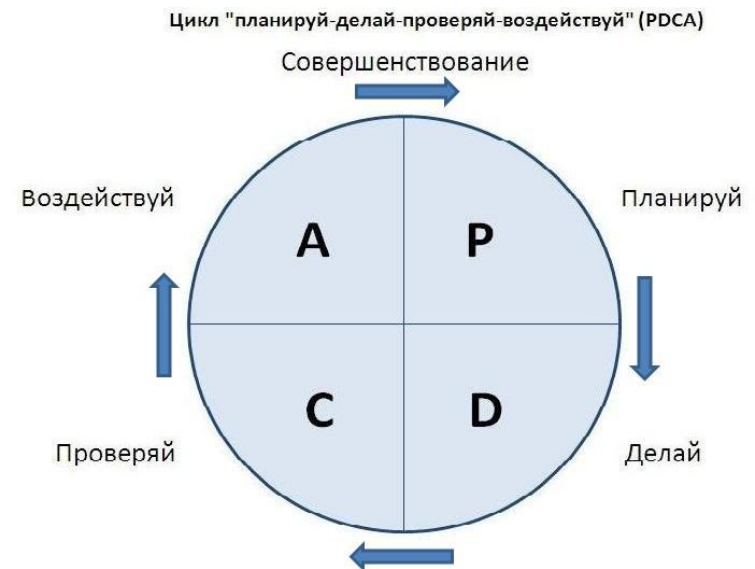 Цикл "планируй-делай-проверяй-воздействуй" (PDCA)
Совершенствование
Воздействуй
Планируй
A
P
C
D
Проверяй
Делай